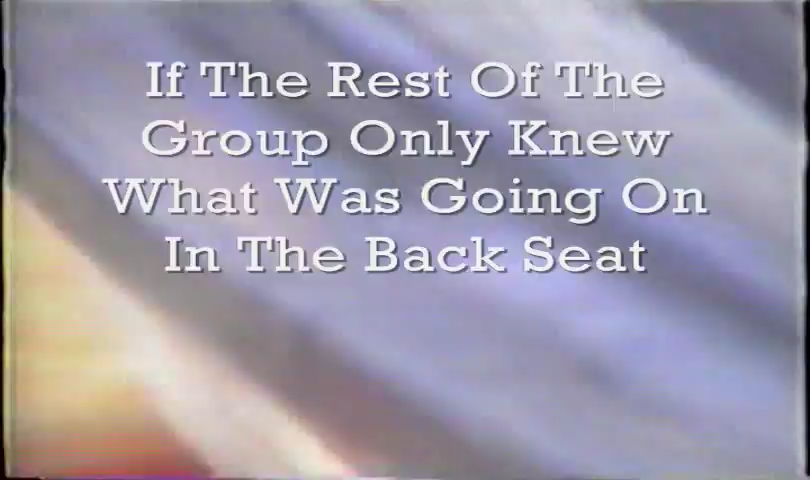 If The Rest Of The
Group Only Knew
What Was Going On
In The Back Seat